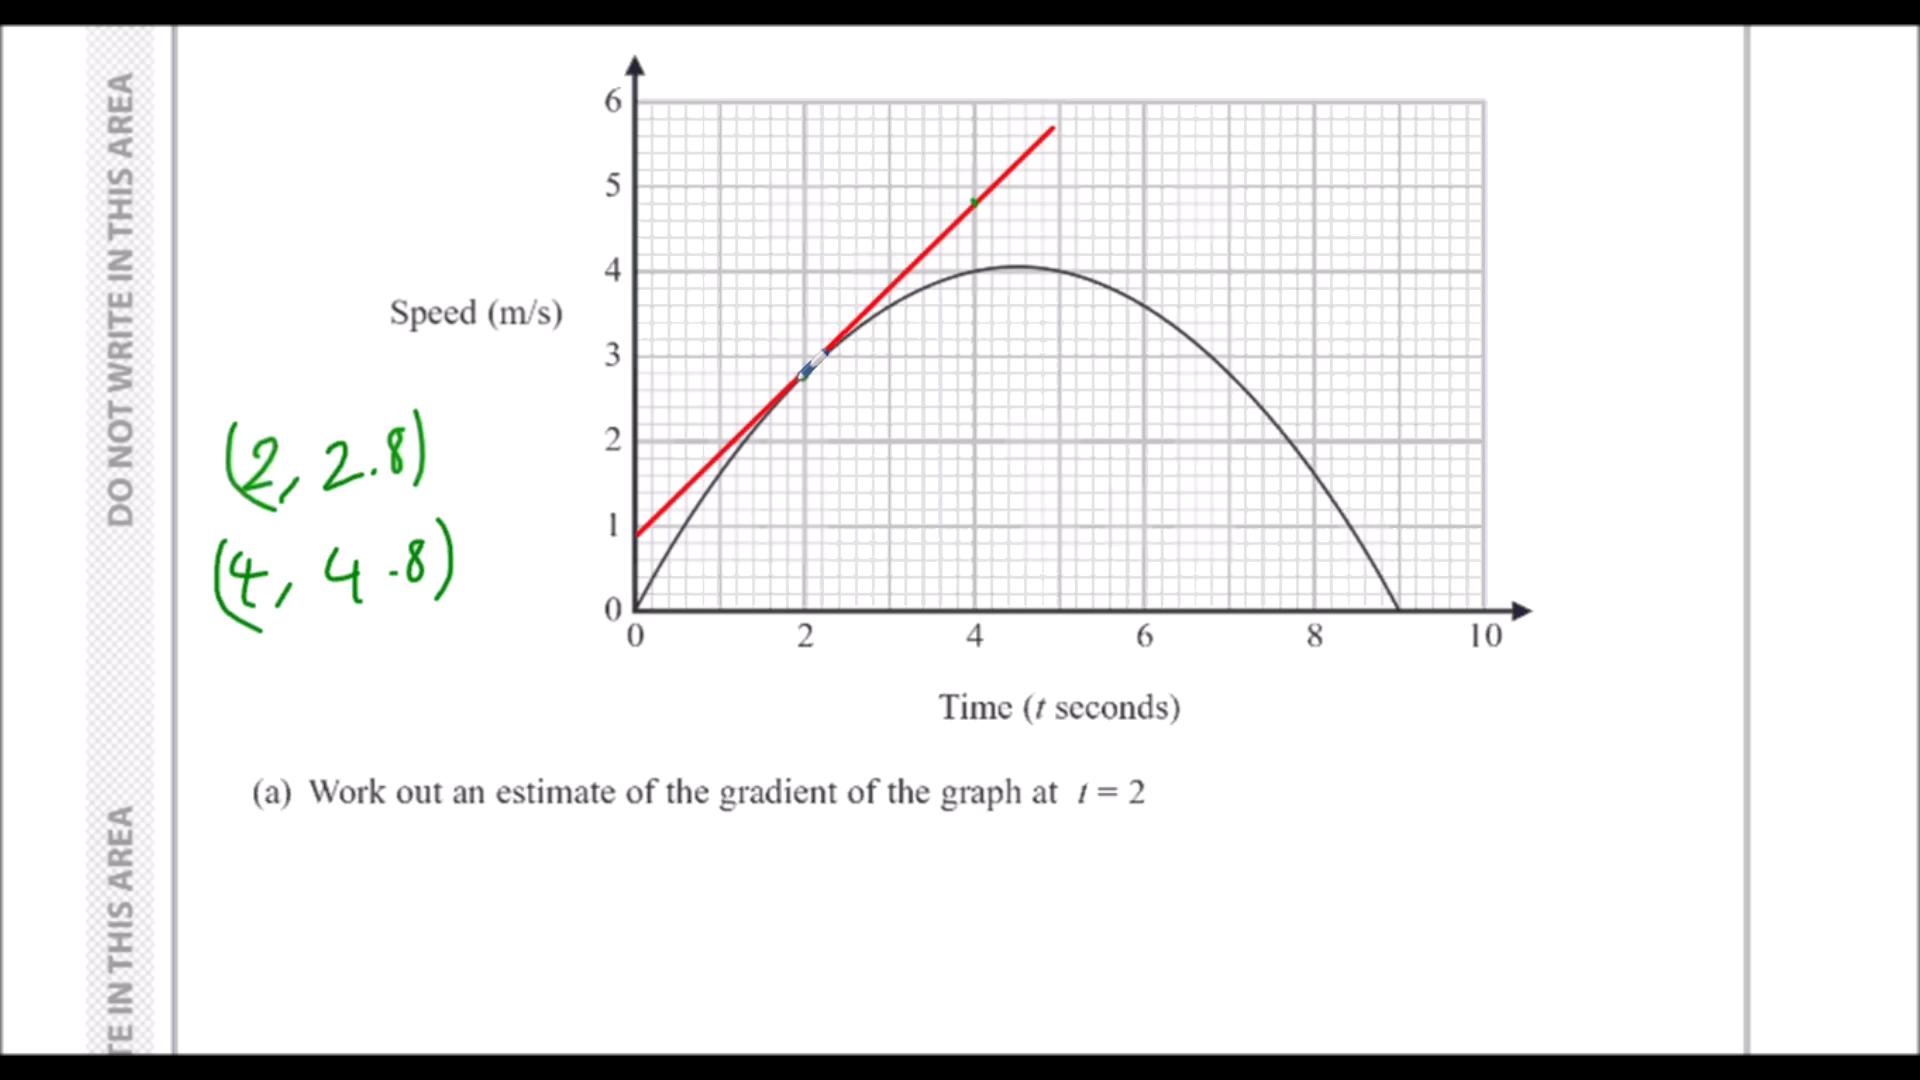 DO NOT WRITE IN THIS AREA
TE IN THIS AREA
6
5
4
3
2
1
0
Speed (m/s)
(2, 2.8)
(4, 4.8)
0 2 4 6 8 10
Time (t seconds)
(a) Work out an estimate of the gradient of the graph at t = 2